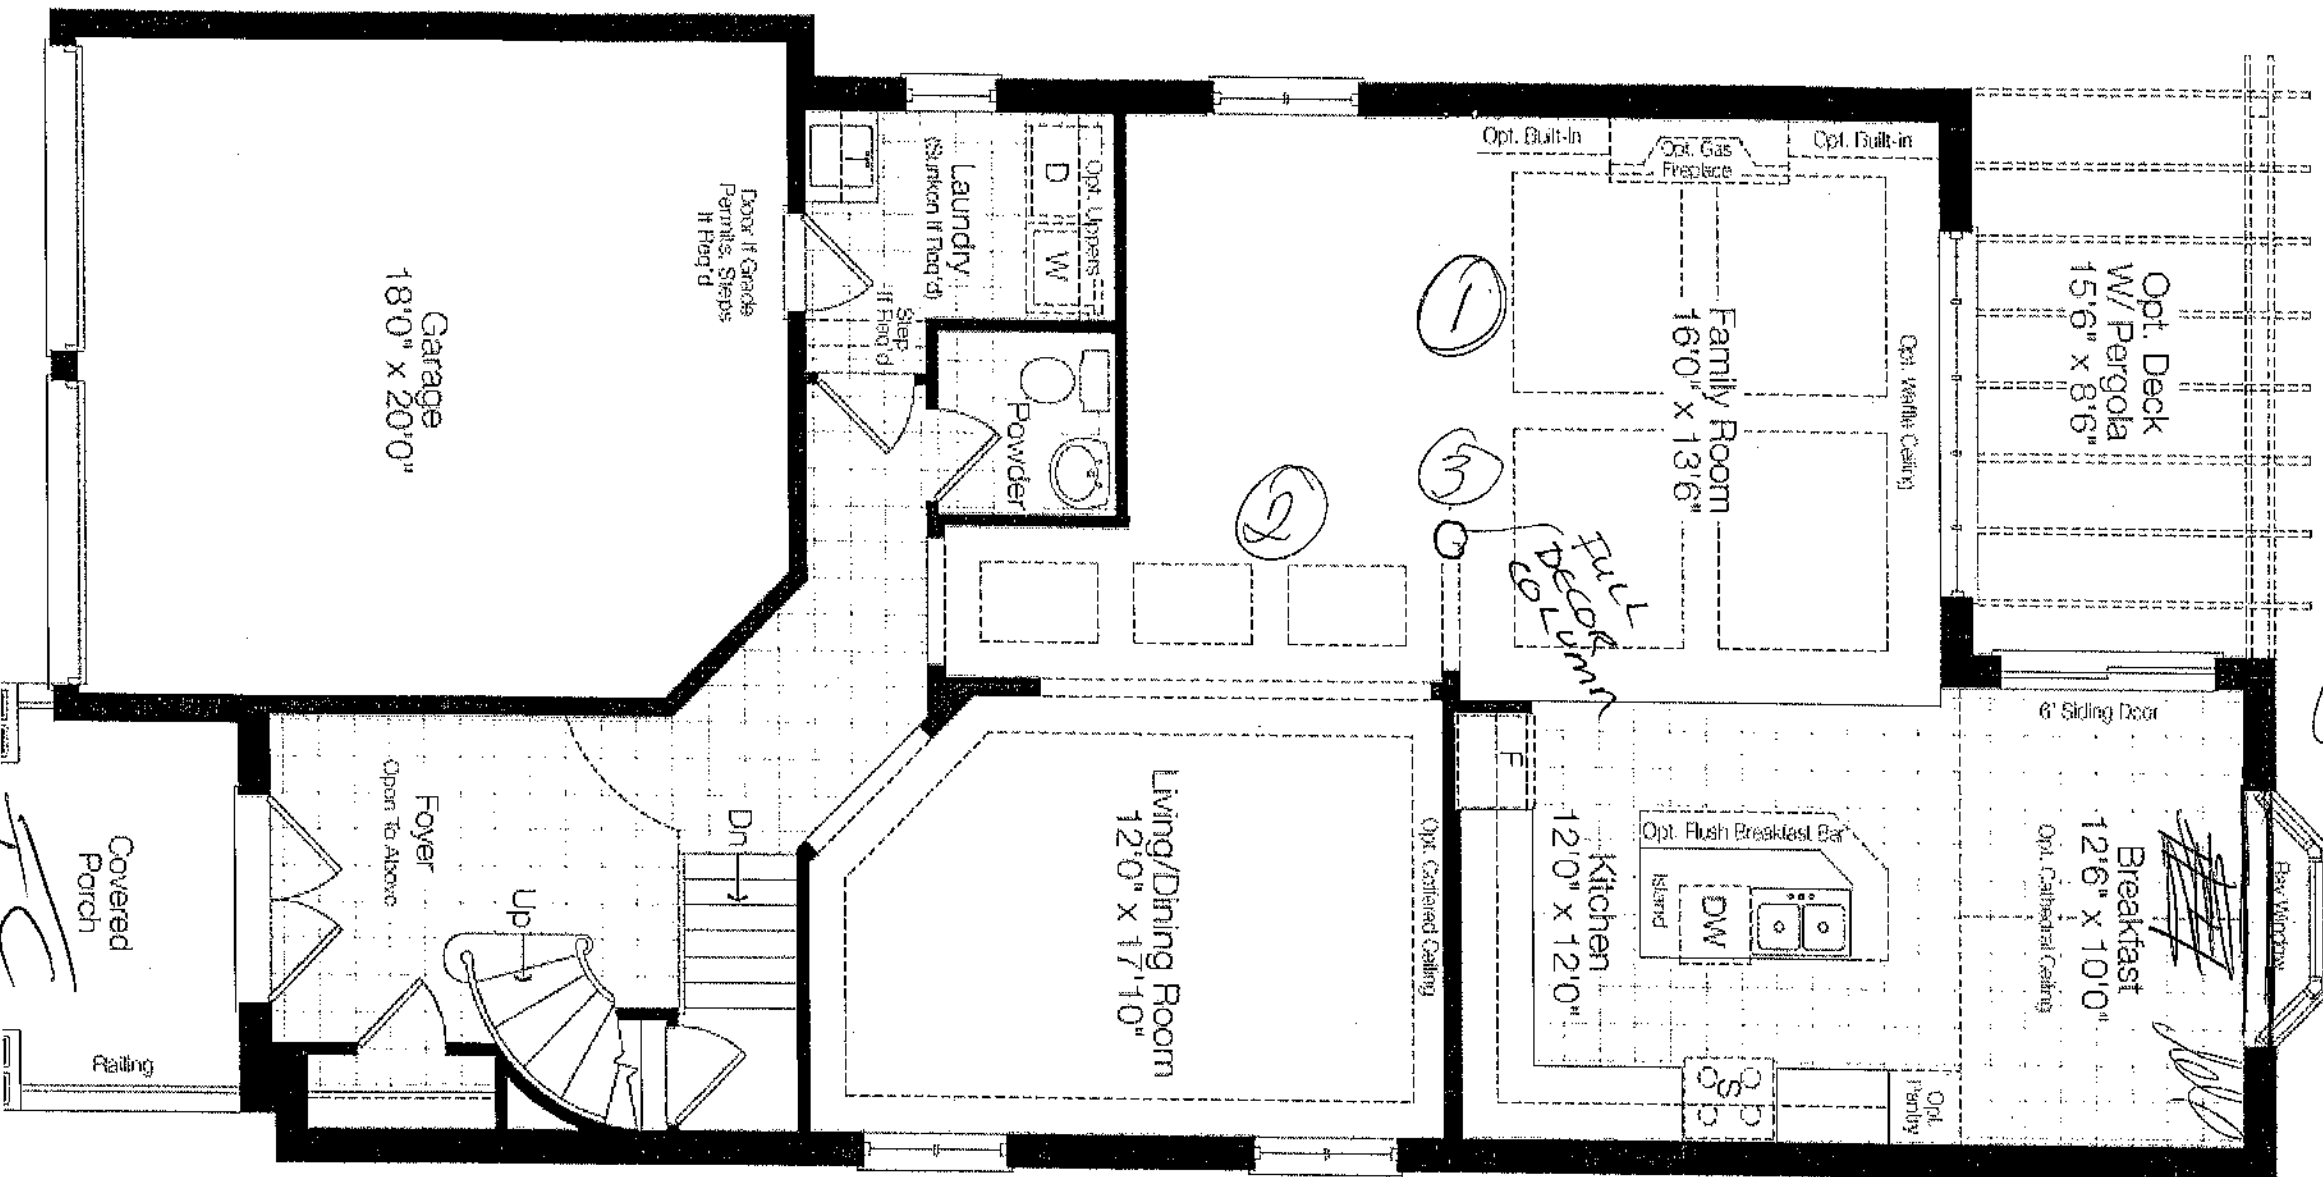 Opt. Deck
W/ Pergola
15'6" x 8'6"
Opt. Built-In
Opt. Gas
Fireplace
Opt. Built-In
Opt. Waffle Ceiling
Family Room
16'0" x 13'6"
1
3
2
FULL
DECOR
COLUMN
6' Sliding Door
Bay Window
Breakfast
12'6" x 10'0"
Opt. Cathedral Ceiling
Opt. Flush Breakfast Bar
Island
DW
Kitchen
12'0" x 12'0"
F
S
Opt.
Pantry
Opt. Coffered Ceiling
Living/Dining Room
12'0" x 17'10"
Opt. Uppers
D
W
Laundry
(Sunken If Req'd)
Step
If Req'd
Powder
Door If Grade
Permits, Steps
If Req'd
Garage
18'0" x 20'0"
Dn
Up
Foyer
Open To Above
Covered
Porch
Railing